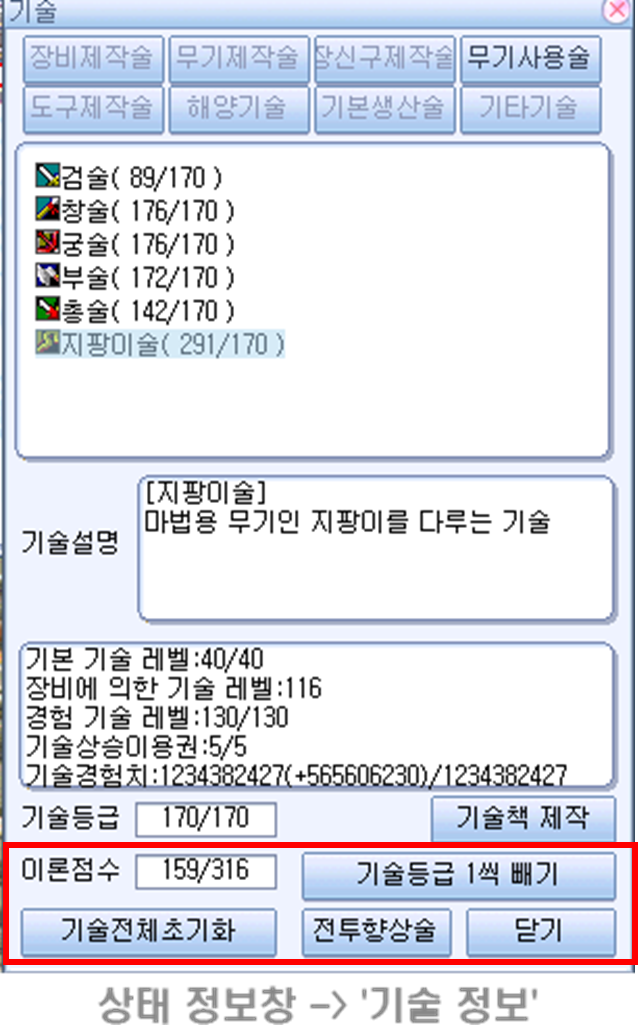 기술
장비제작술 무기제작술 장신구제작술 무기사용술
도구제작술 해양기술 기본생산술 기타기술
검술( 89/170 )
창술( 176/170 )
궁술( 176/170 )
부술( 172/170 )
총술( 142/170 )
지팡이술( 291/170 )
기술설명
[지팡이술]
마법용 무기인 지팡이를 다루는 기술
기본 기술 레벨:40/40
장비에 의한 기술 레벨:116
경험 기술 레벨:130/130
기술상승이용권:5/5
기술경험치:1234382427(+565606230)/1234382427
기술등급 170/170 기술책 제작
이론점수 159/316 기술등급 1씩 빼기
기술전체초기화 전투향상술 닫기
상태 정보창 -> '기술 정보'